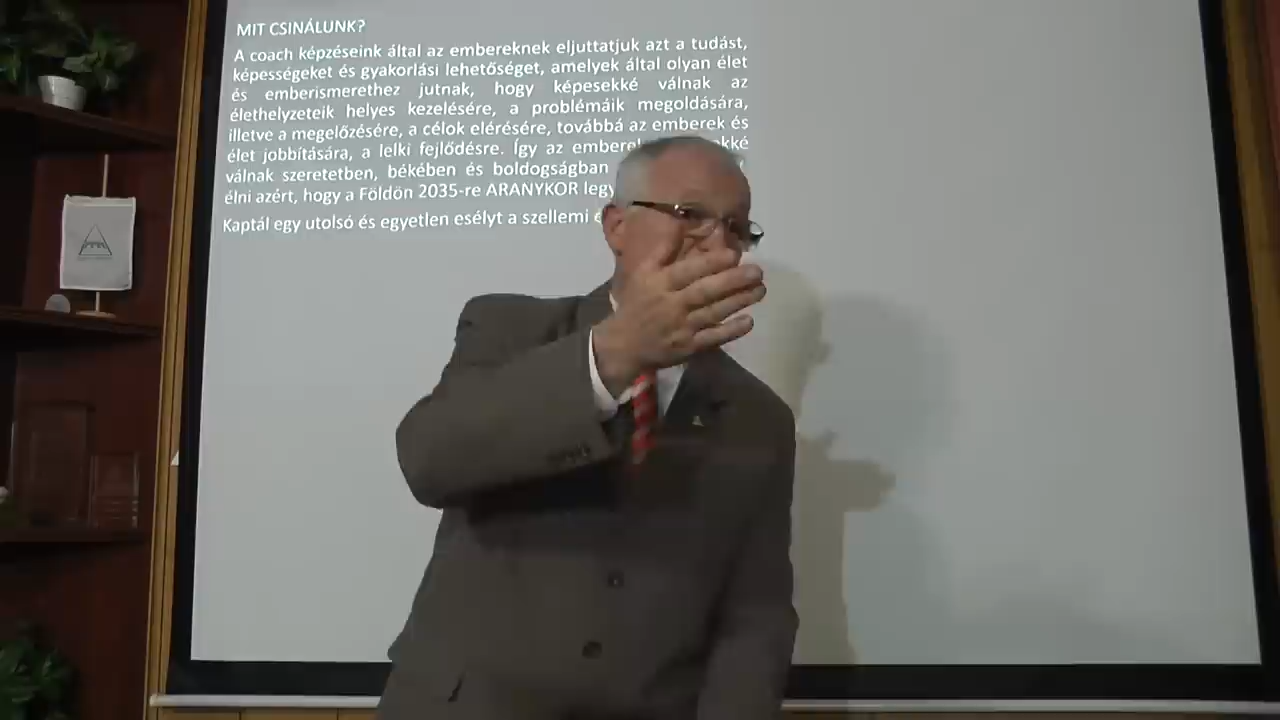 MIT CSINÁLUNK?
A coach képzéseink által az embereknek eljuttatjuk azt a tudást,
képességeket és gyakorlási lehetőséget, amelyek által olyan élet
és emberismerethez jutnak, hogy képesekké válnak az
élethelyzeteik helyes kezelésére, a problémáik megoldására,
illetve a megelőzésére, a célok elérésére, továbbá az emberek és
élet jobbítására, a lelki fejlődésre. Így az ember
válnak szeretetben, békében és boldogságban
élni azért, hogy a Földön 2035-re ARANYKOR legy
Kaptál egy utolsó és egyetlen esélyt a szellemi